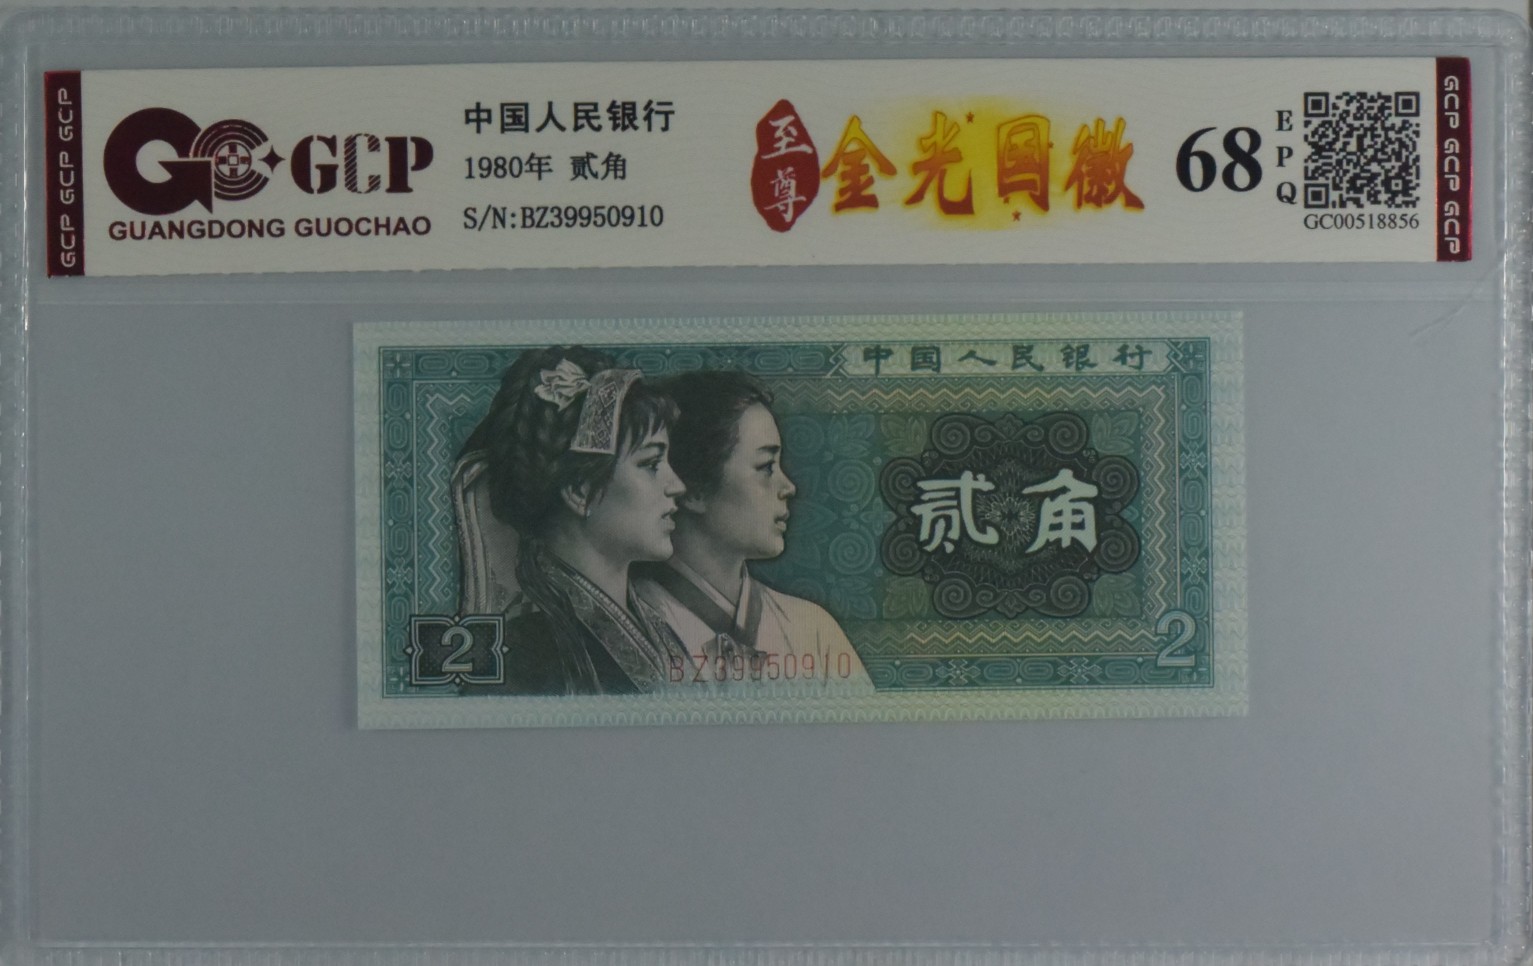 GCP GCP GCP
GCP
GUANGDONG GUOCHAO
中国人民银行
1980年 贰角
S/N:BZ39950910
至尊
金光国徽
68
EPQ
GC00518856
GCP GCP GCP
中国人民银行
贰角
2
2
BZ39950910